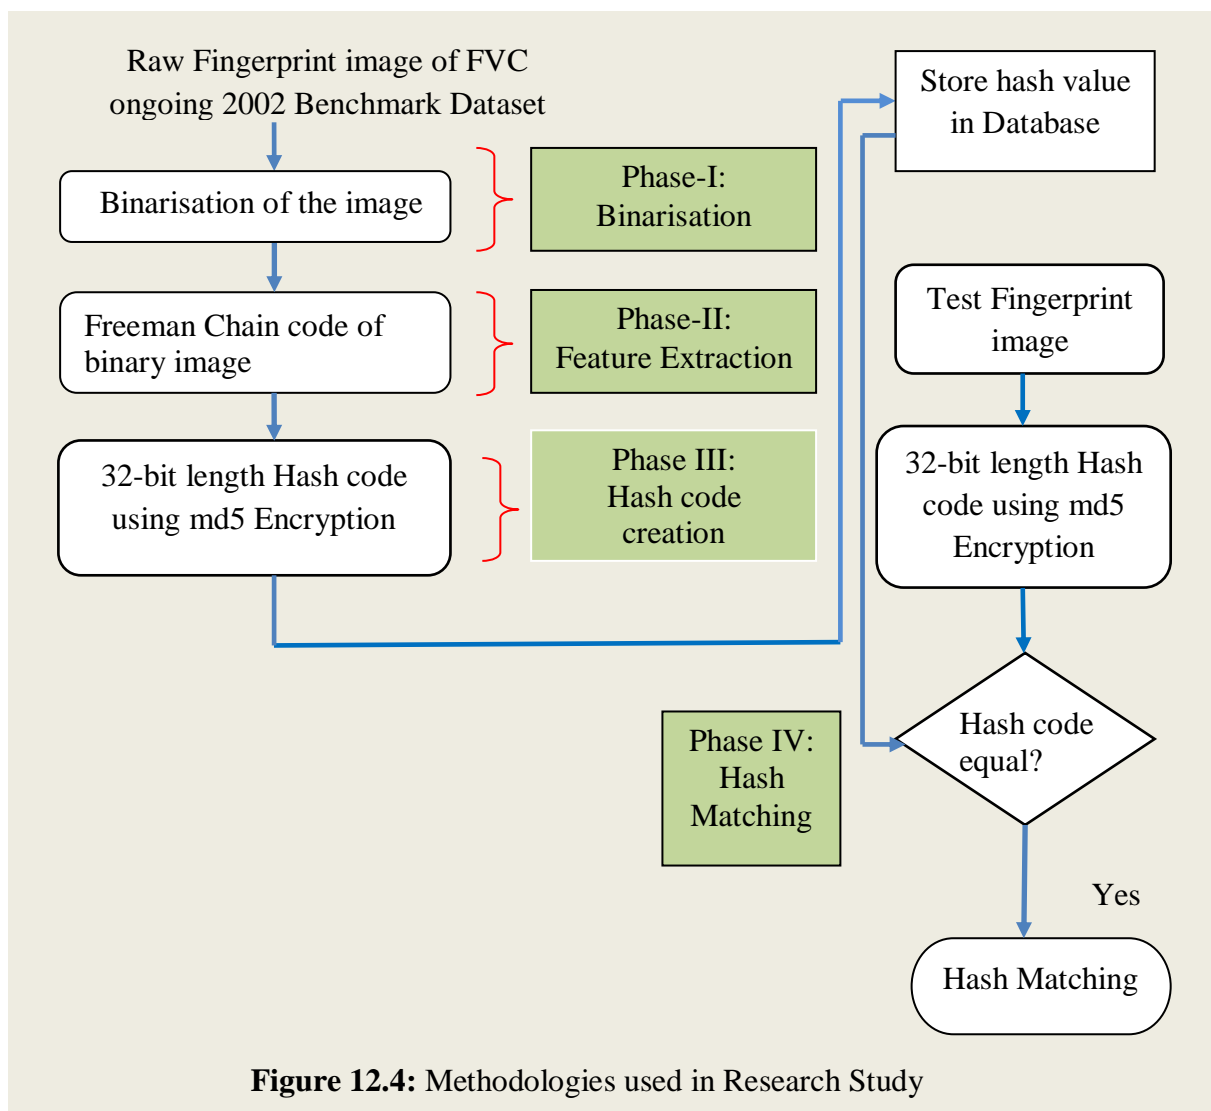 Raw Fingerprint image of FVC
ongoing 2002 Benchmark Dataset
Binarisation of the image
Phase-I:
Binarisation
Freeman Chain code of
binary image
Phase-II:
Feature Extraction
32-bit length Hash code
using md5 Encryption
Phase III:
Hash code
creation
Store hash value
in Database
Test Fingerprint
image
32-bit length Hash
code using md5
Encryption
Hash code
equal?
Phase IV:
Hash
Matching
Yes
Hash Matching
Figure 12.4: Methodologies used in Research Study